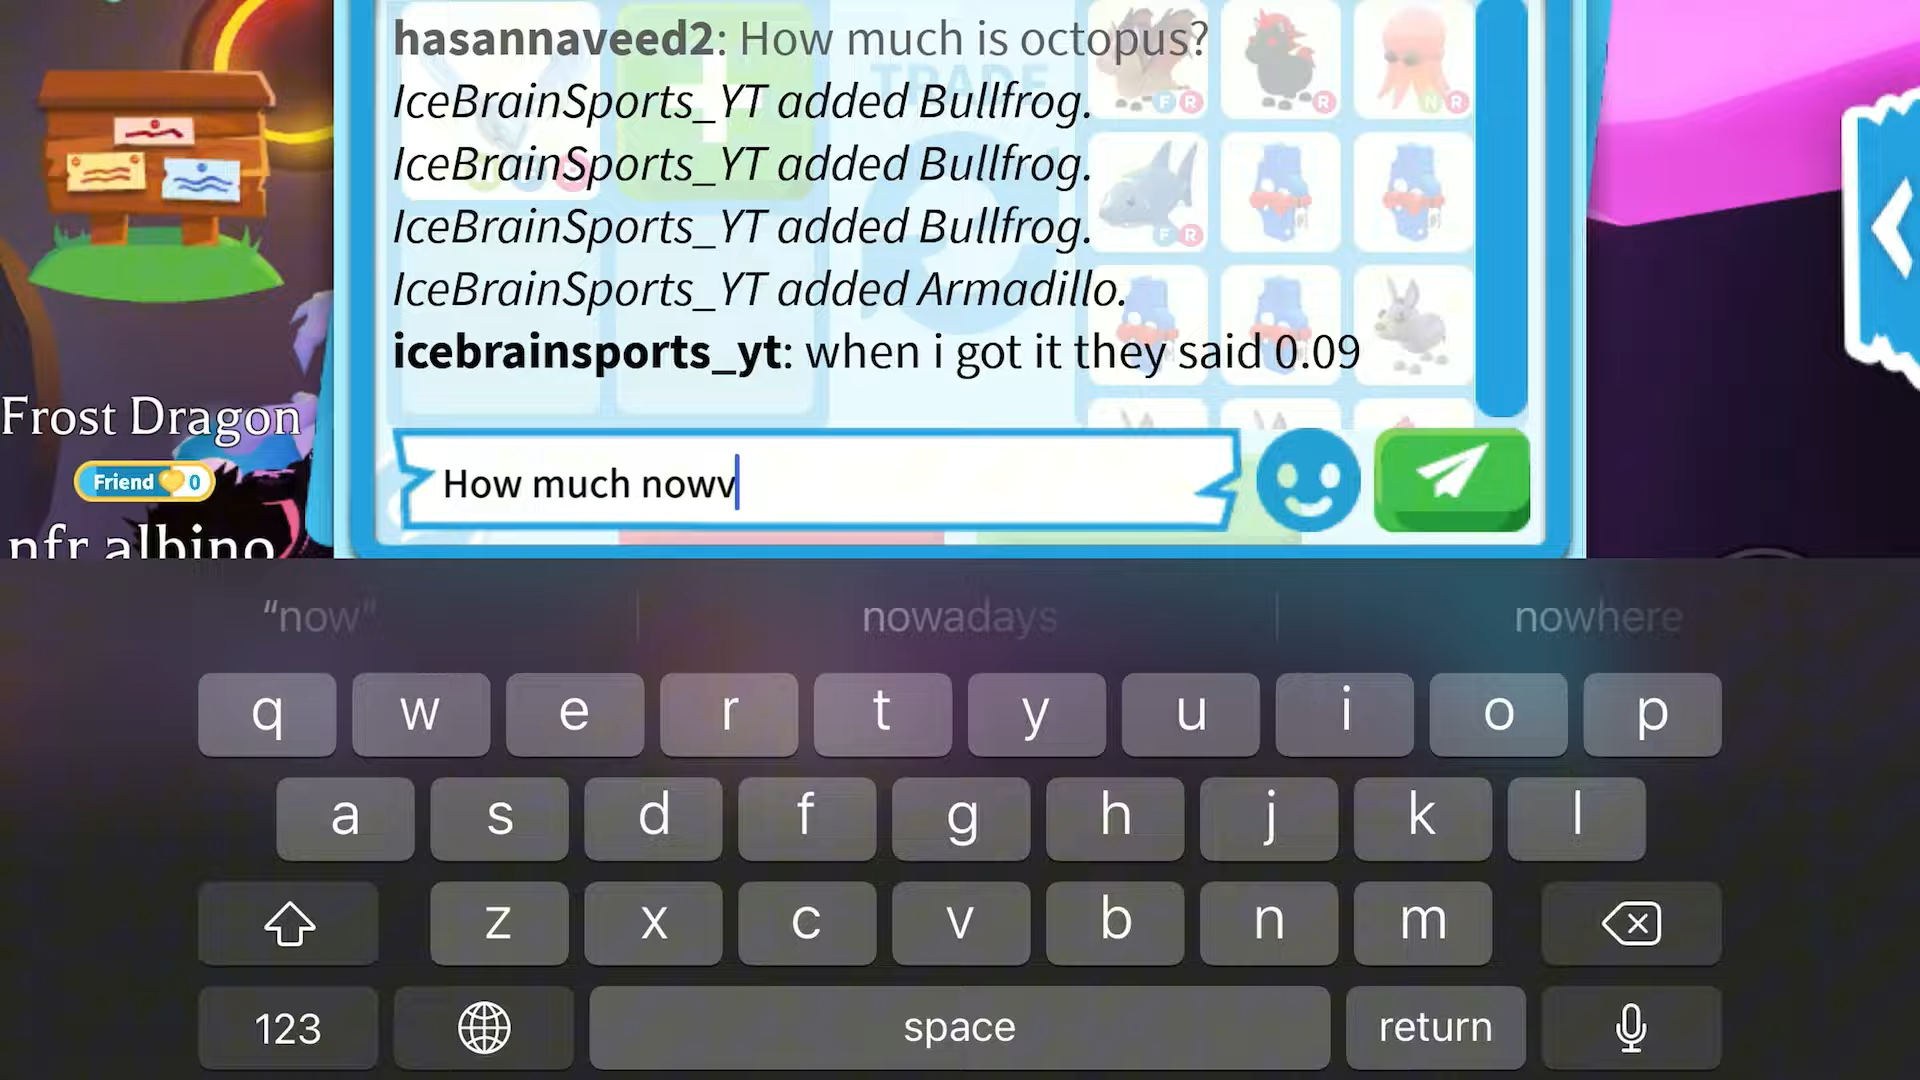 hasannaveed2: How much is octopus?
TRADE
IceBrainSports_YT added Bullfrog.
IceBrainSports_YT added Bullfrog.
IceBrainSports_YT added Bullfrog.
IceBrainSports_YT added Armadillo.
icebrainsports_yt: when i got it they said 0.09
F R
R
N R
F R
Frost Dragon
Friend 0
nfr albino
How much nowv
“now” nowadays nowhere
q w e r t y u i o p
a s d f g h j k l
z x c v b n m
123 space return